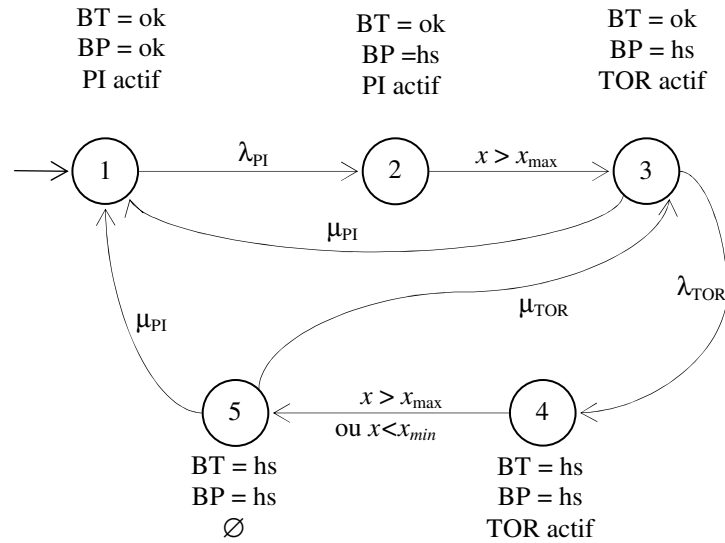 BT = ok
BP = ok
PI actif
BT = ok
BP =hs
PI actif
BT = ok
BP = hs
TOR actif
1
λPI
2
x > xmax
3
μPI
λTOR
μPI
μTOR
5
x > xmax
ou x<xmin
4
BT = hs
BP = hs
∅
BT = hs
BP = hs
TOR actif